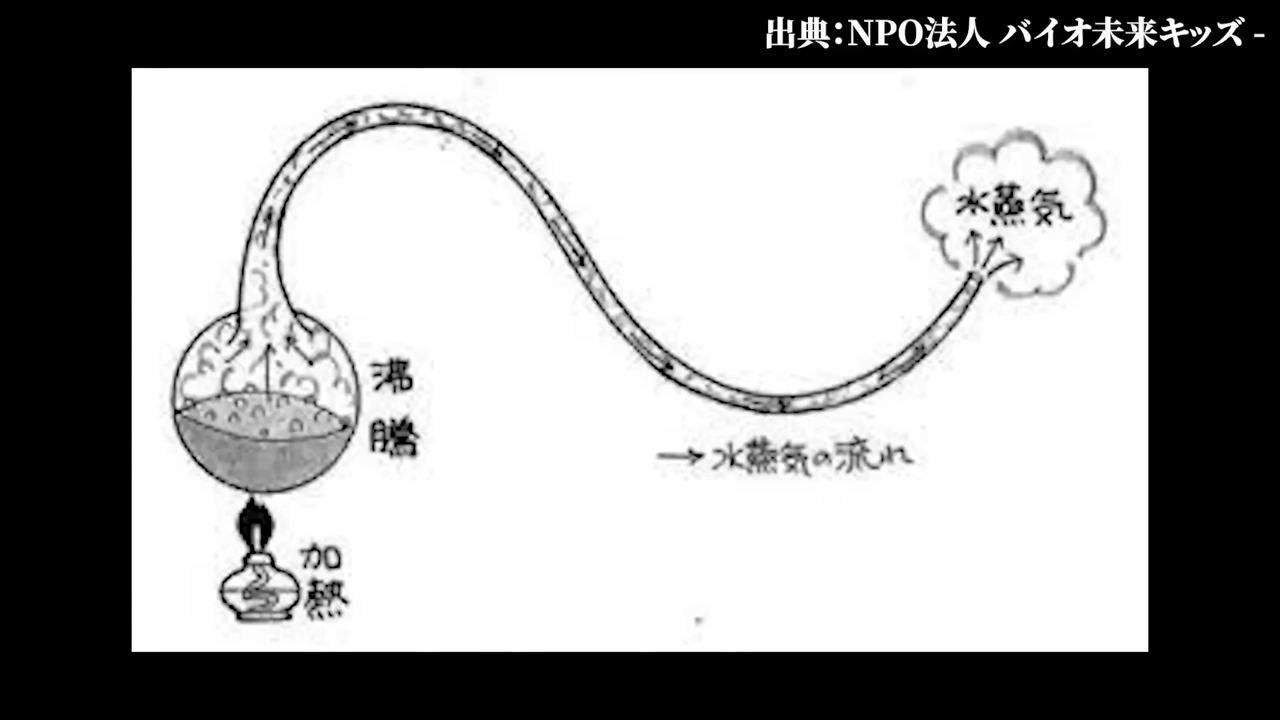 出典：NPO法人 バイオ未来キッズ -
水蒸気
沸騰
→水蒸気の流れ
加熱